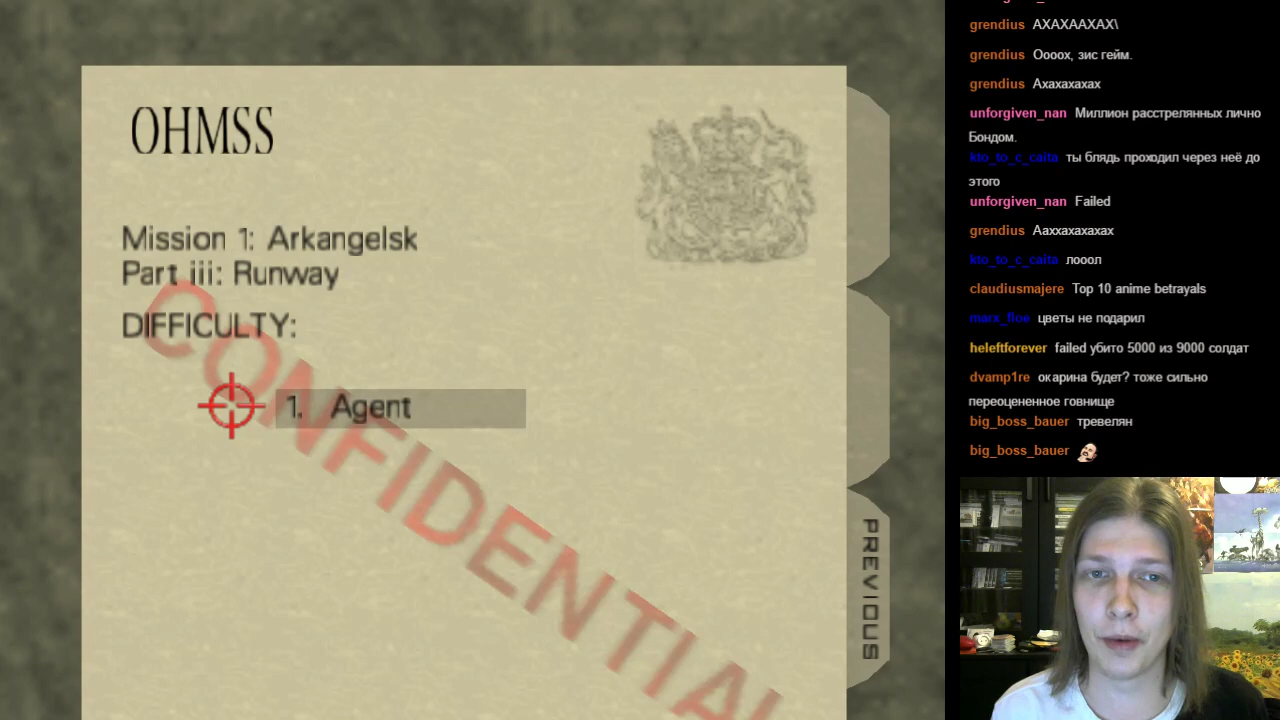 OHMSS
Mission 1: Arkangelsk
Part iii: Runway
DIFFICULTY:
1. Agent
CONFIDENTIAL
PREVIOUS
grendius АХАХААХАХ\
grendius Оооох, зис гейм.
grendius Ахахахахах
unforgiven_nan Миллион расстрелянных лично
Бондом.
kto_to_c_caita ты блядь проходил через неё до
этого
unforgiven_nan Failed
grendius Ааххахахахах
kto_to_c_caita лооол
claudiusmajere Top 10 anime betrayals
marx_floe цветы не подарил
heleftforever failed убито 5000 из 9000 солдат
dvamp1re окарина будет? тоже сильно
переоцененное говнище
big_boss_bauer тревелян
big_boss_bauer